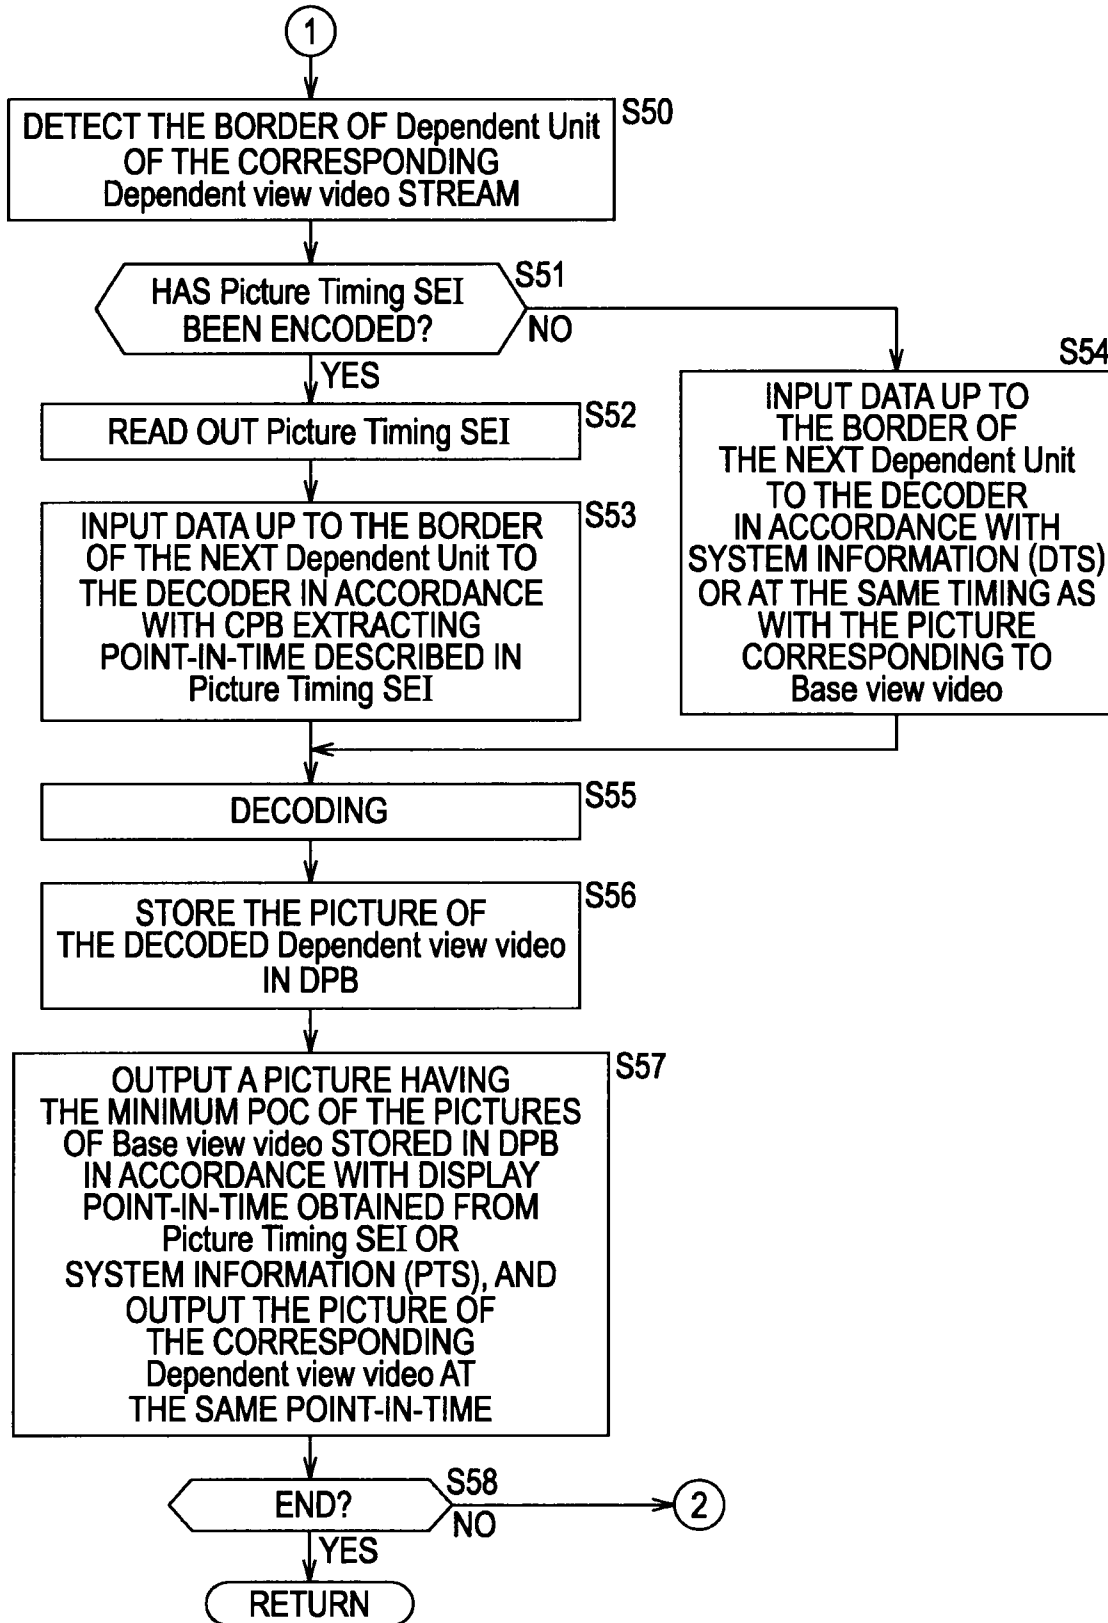 1
S50
DETECT THE BORDER OF Dependent Unit
OF THE CORRESPONDING
Dependent view video STREAM
S51
HAS Picture Timing SEI
BEEN ENCODED?
NO
YES
S52
READ OUT Picture Timing SEI
S53
INPUT DATA UP TO THE BORDER
OF THE NEXT Dependent Unit TO
THE DECODER IN ACCORDANCE
WITH CPB EXTRACTING
POINT-IN-TIME DESCRIBED IN
Picture Timing SEI
S54
INPUT DATA UP TO
THE BORDER OF
THE NEXT Dependent Unit
TO THE DECODER
IN ACCORDANCE WITH
SYSTEM INFORMATION (DTS)
OR AT THE SAME TIMING AS
WITH THE PICTURE
CORRESPONDING TO
Base view video
S55
DECODING
S56
STORE THE PICTURE OF
THE DECODED Dependent view video
IN DPB
S57
OUTPUT A PICTURE HAVING
THE MINIMUM POC OF THE PICTURES
OF Base view video STORED IN DPB
IN ACCORDANCE WITH DISPLAY
POINT-IN-TIME OBTAINED FROM
Picture Timing SEI OR
SYSTEM INFORMATION (PTS), AND
OUTPUT THE PICTURE OF
THE CORRESPONDING
Dependent view video AT
THE SAME POINT-IN-TIME
S58
END?
NO
2
YES
RETURN